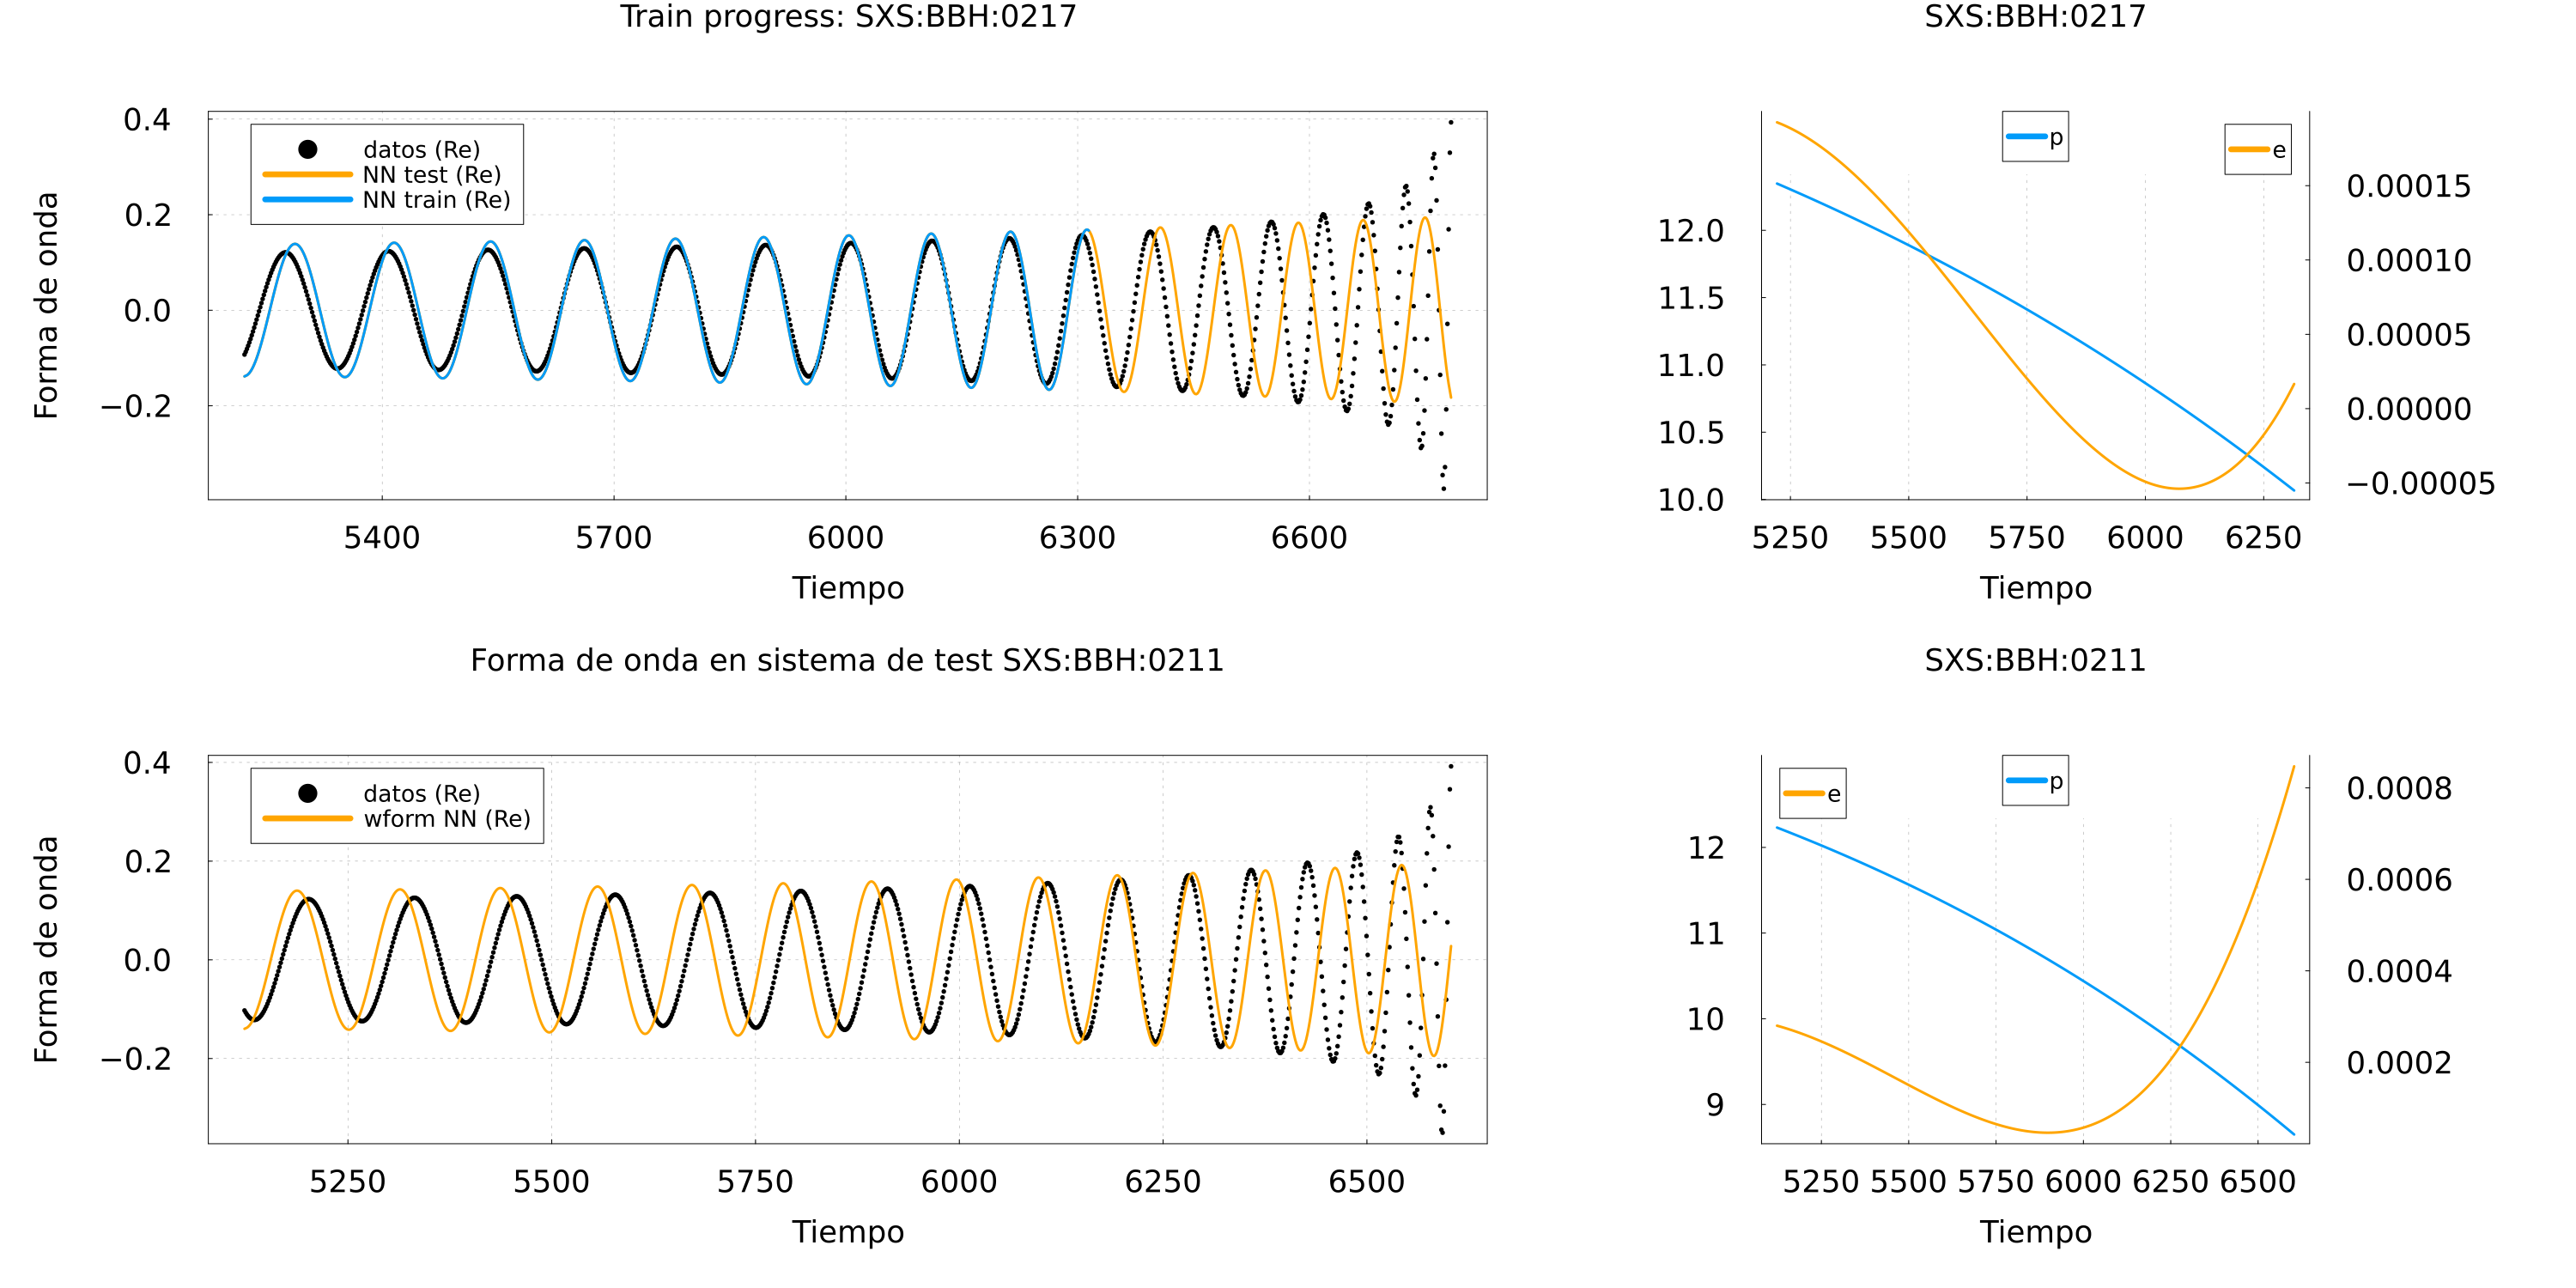 Train progress: SXS:BBH:0217
Forma de onda
0.4
0.2
0.0
−0.2
datos (Re)
NN test (Re)
NN train (Re)
5400 5700 6000 6300 6600
Tiempo
SXS:BBH:0217
12.0
11.5
11.0
10.5
10.0
p
e
0.00015
0.00010
0.00005
0.00000
−0.00005
5250 5500 5750 6000 6250
Tiempo
Forma de onda en sistema de test SXS:BBH:0211
Forma de onda
0.4
0.2
0.0
−0.2
datos (Re)
wform NN (Re)
5250 5500 5750 6000 6250 6500
Tiempo
SXS:BBH:0211
12
11
10
9
e
p
0.0008
0.0006
0.0004
0.0002
5250 5500 5750 6000 6250 6500
Tiempo